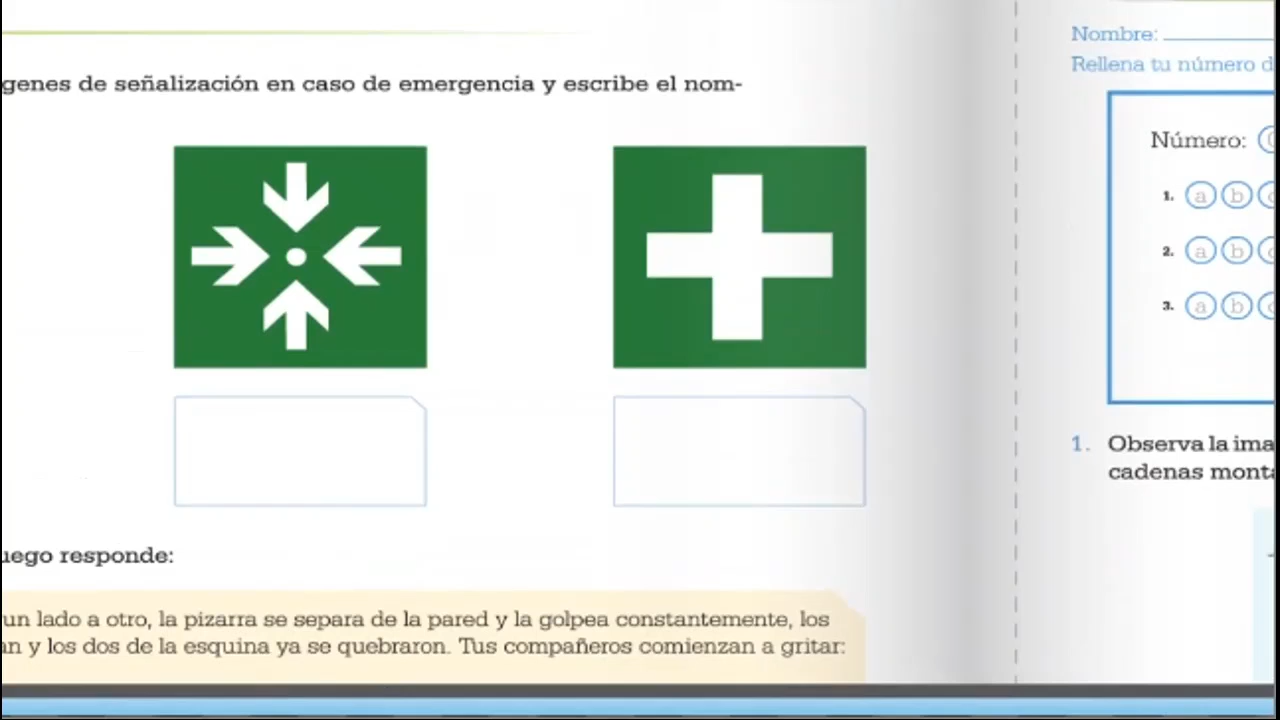 genes de señalización en caso de emergencia y escribe el nom-
uego responde:
un lado a otro, la pizarra se separa de la pared y la golpea constantemente, los
an y los dos de la esquina ya se quebraron. Tus compañeros comienzan a gritar:
Nombre:
Rellena tu número d
Número:
1. a b
2. a b
3. a b
1. Observa la ima
cadenas monta